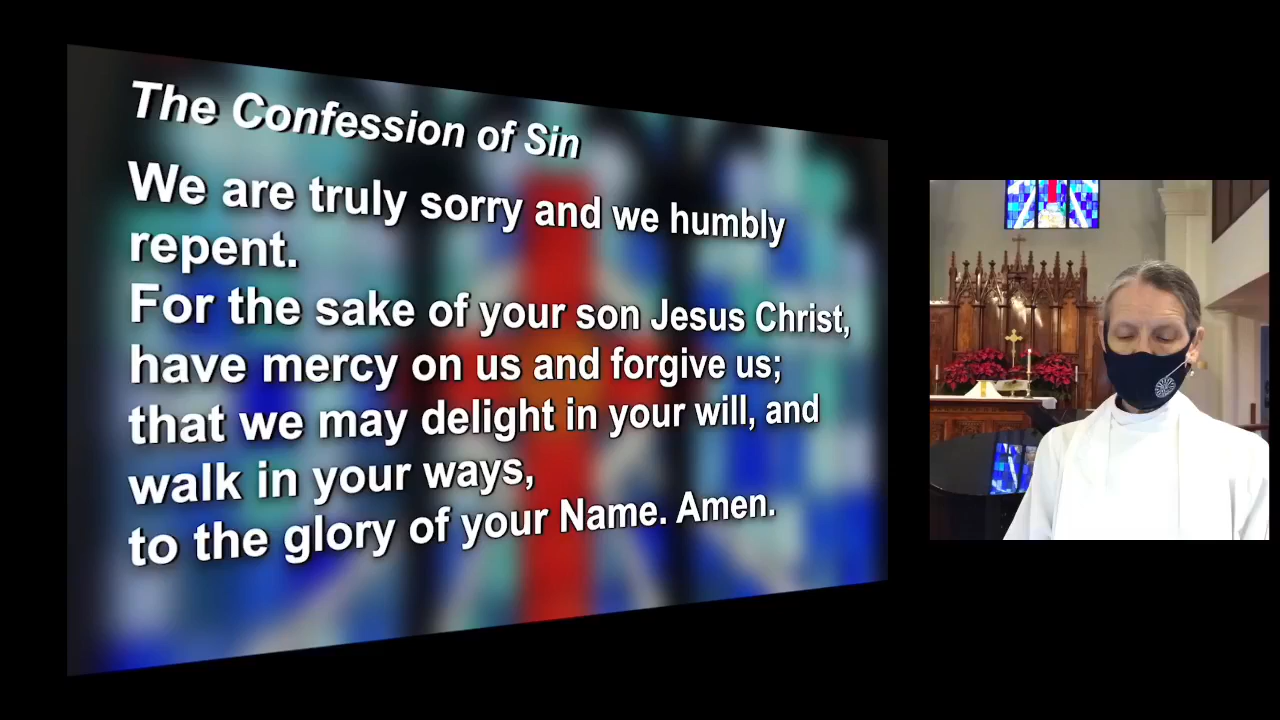 The Confession of Sin
We are truly sorry and we humbly
repent.
For the sake of your son Jesus Christ,
have mercy on us and forgive us;
that we may delight in your will, and
walk in your ways,
to the glory of your Name. Amen.